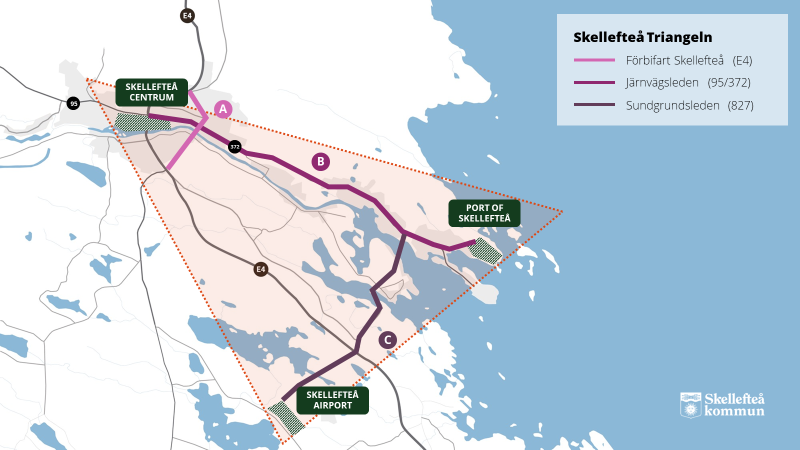 E4
Skellefteå Triangeln
Förbifart Skellefteå (E4)
Järnvägsleden (95/372)
Sundgrundsleden (827)
SKELLEFTEÅ
CENTRUM
95
A
372
B
PORT OF
SKELLEFTEÅ
E4
C
SKELLEFTEÅ
AIRPORT
Skellefteå
kommun